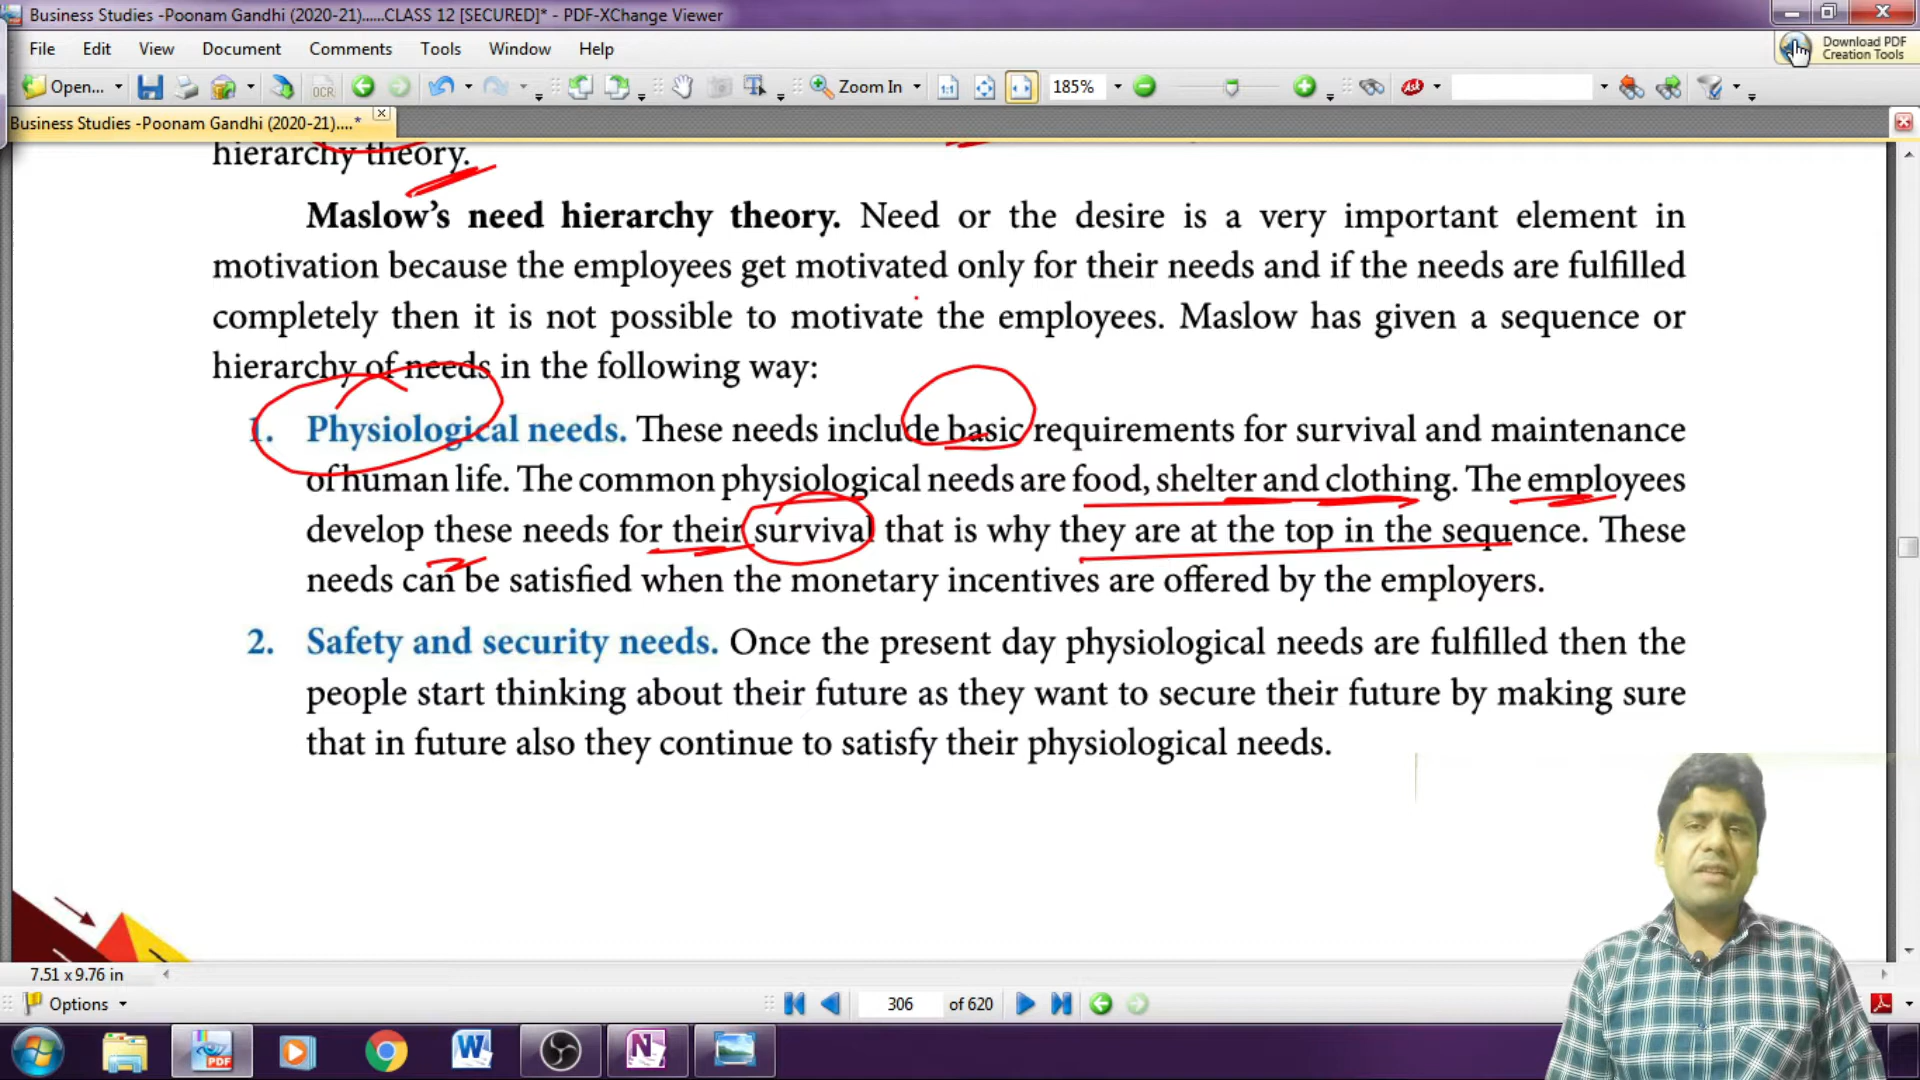 Business Studies - Poonam Gandhi (2020-21)......CLASS 12 [SECURED]* - PDF-XChange Viewer
File Edit View Document Comments Tools Window Help
Download PDF
Creation Tools
Open... OCR Zoom In 1:1 185%
Business Studies -Poonam Gandhi (2020-21)....*
hierarchy theory.
Maslow's need hierarchy theory. Need or the desire is a very important element in
motivation because the employees get motivated only for their needs and if the needs are fulfilled
completely then it is not possible to motivate the employees. Maslow has given a sequence or
hierarchy of needs in the following way:
1. Physiological needs. These needs include basic requirements for survival and maintenance
of human life. The common physiological needs are food, shelter and clothing. The employees
develop these needs for their survival that is why they are at the top in the sequence. These
needs can be satisfied when the monetary incentives are offered by the employers.
2. Safety and security needs. Once the present day physiological needs are fulfilled then the
people start thinking about their future as they want to secure their future by making sure
that in future also they continue to satisfy their physiological needs.
7.51 x 9.76 in
Options 306 of 620
PDF W N